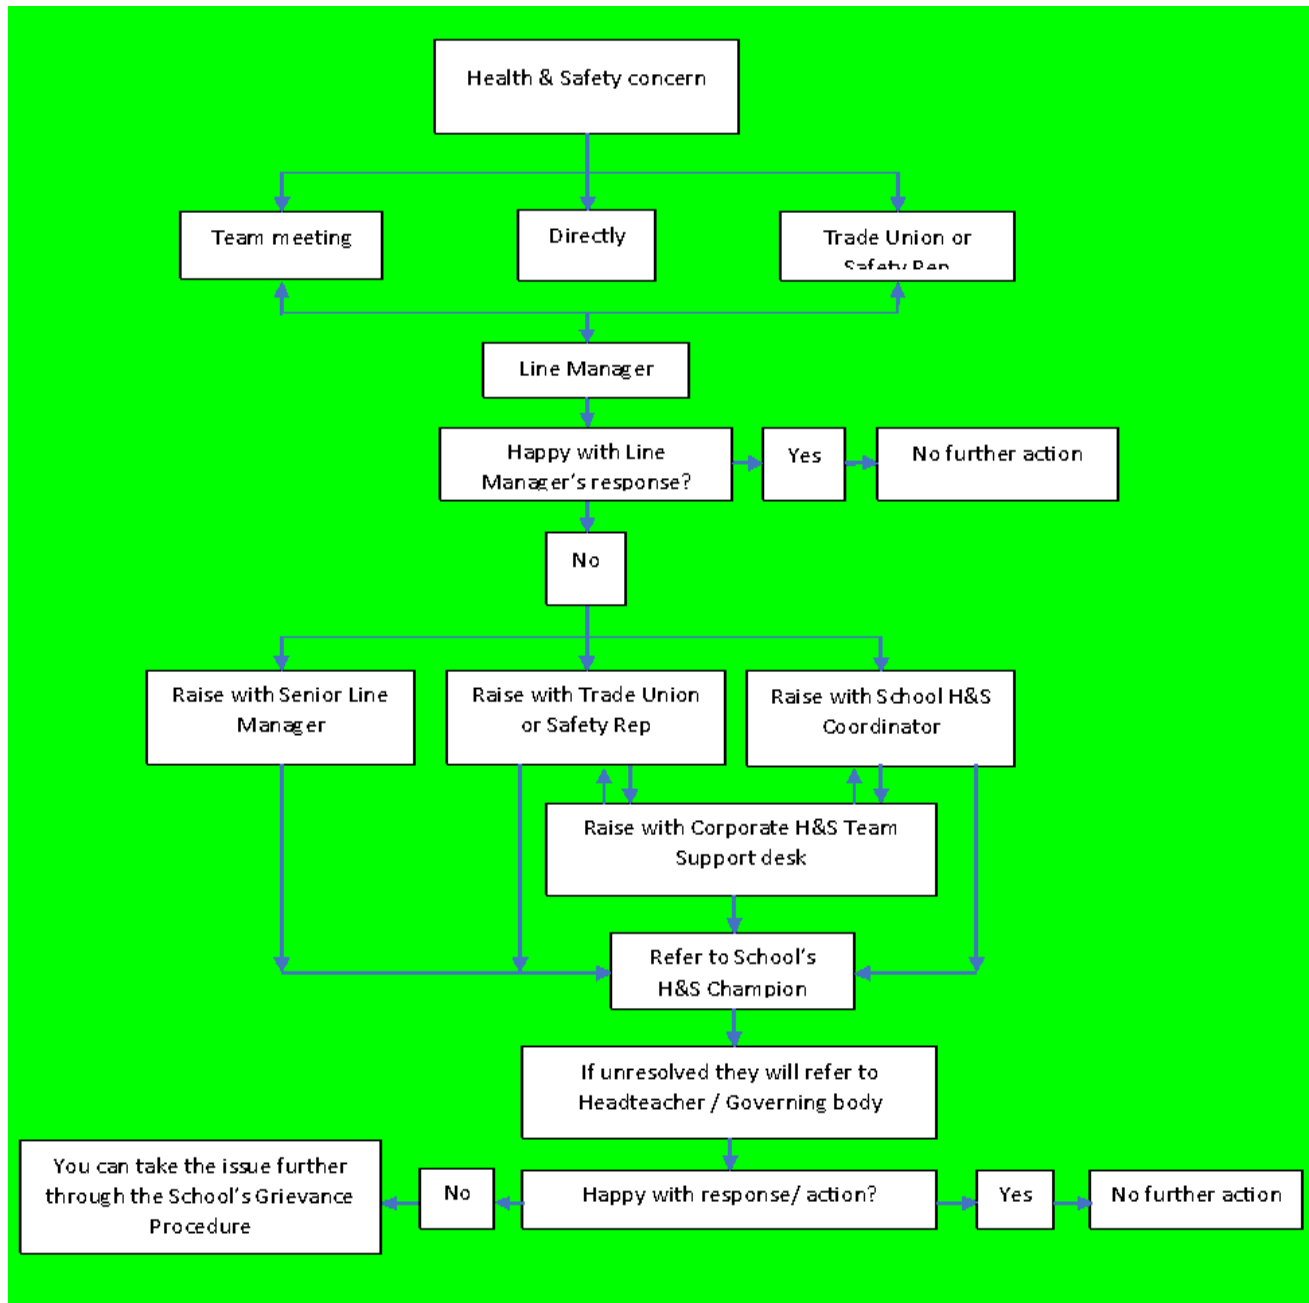 Health & Safety concern
Team meeting
Directly
Trade Union or
Safety Rep
Line Manager
Happy with Line
Manager's response?
Yes
No further action
No
Raise with Senior Line
Manager
Raise with Trade Union
or Safety Rep
Raise with School H&S
Coordinator
Raise with Corporate H&S Team
Support desk
Refer to School's
H&S Champion
If unresolved they will refer to
Headteacher / Governing body
You can take the issue further
through the School's Grievance
Procedure
No
Happy with response/ action?
Yes
No further action